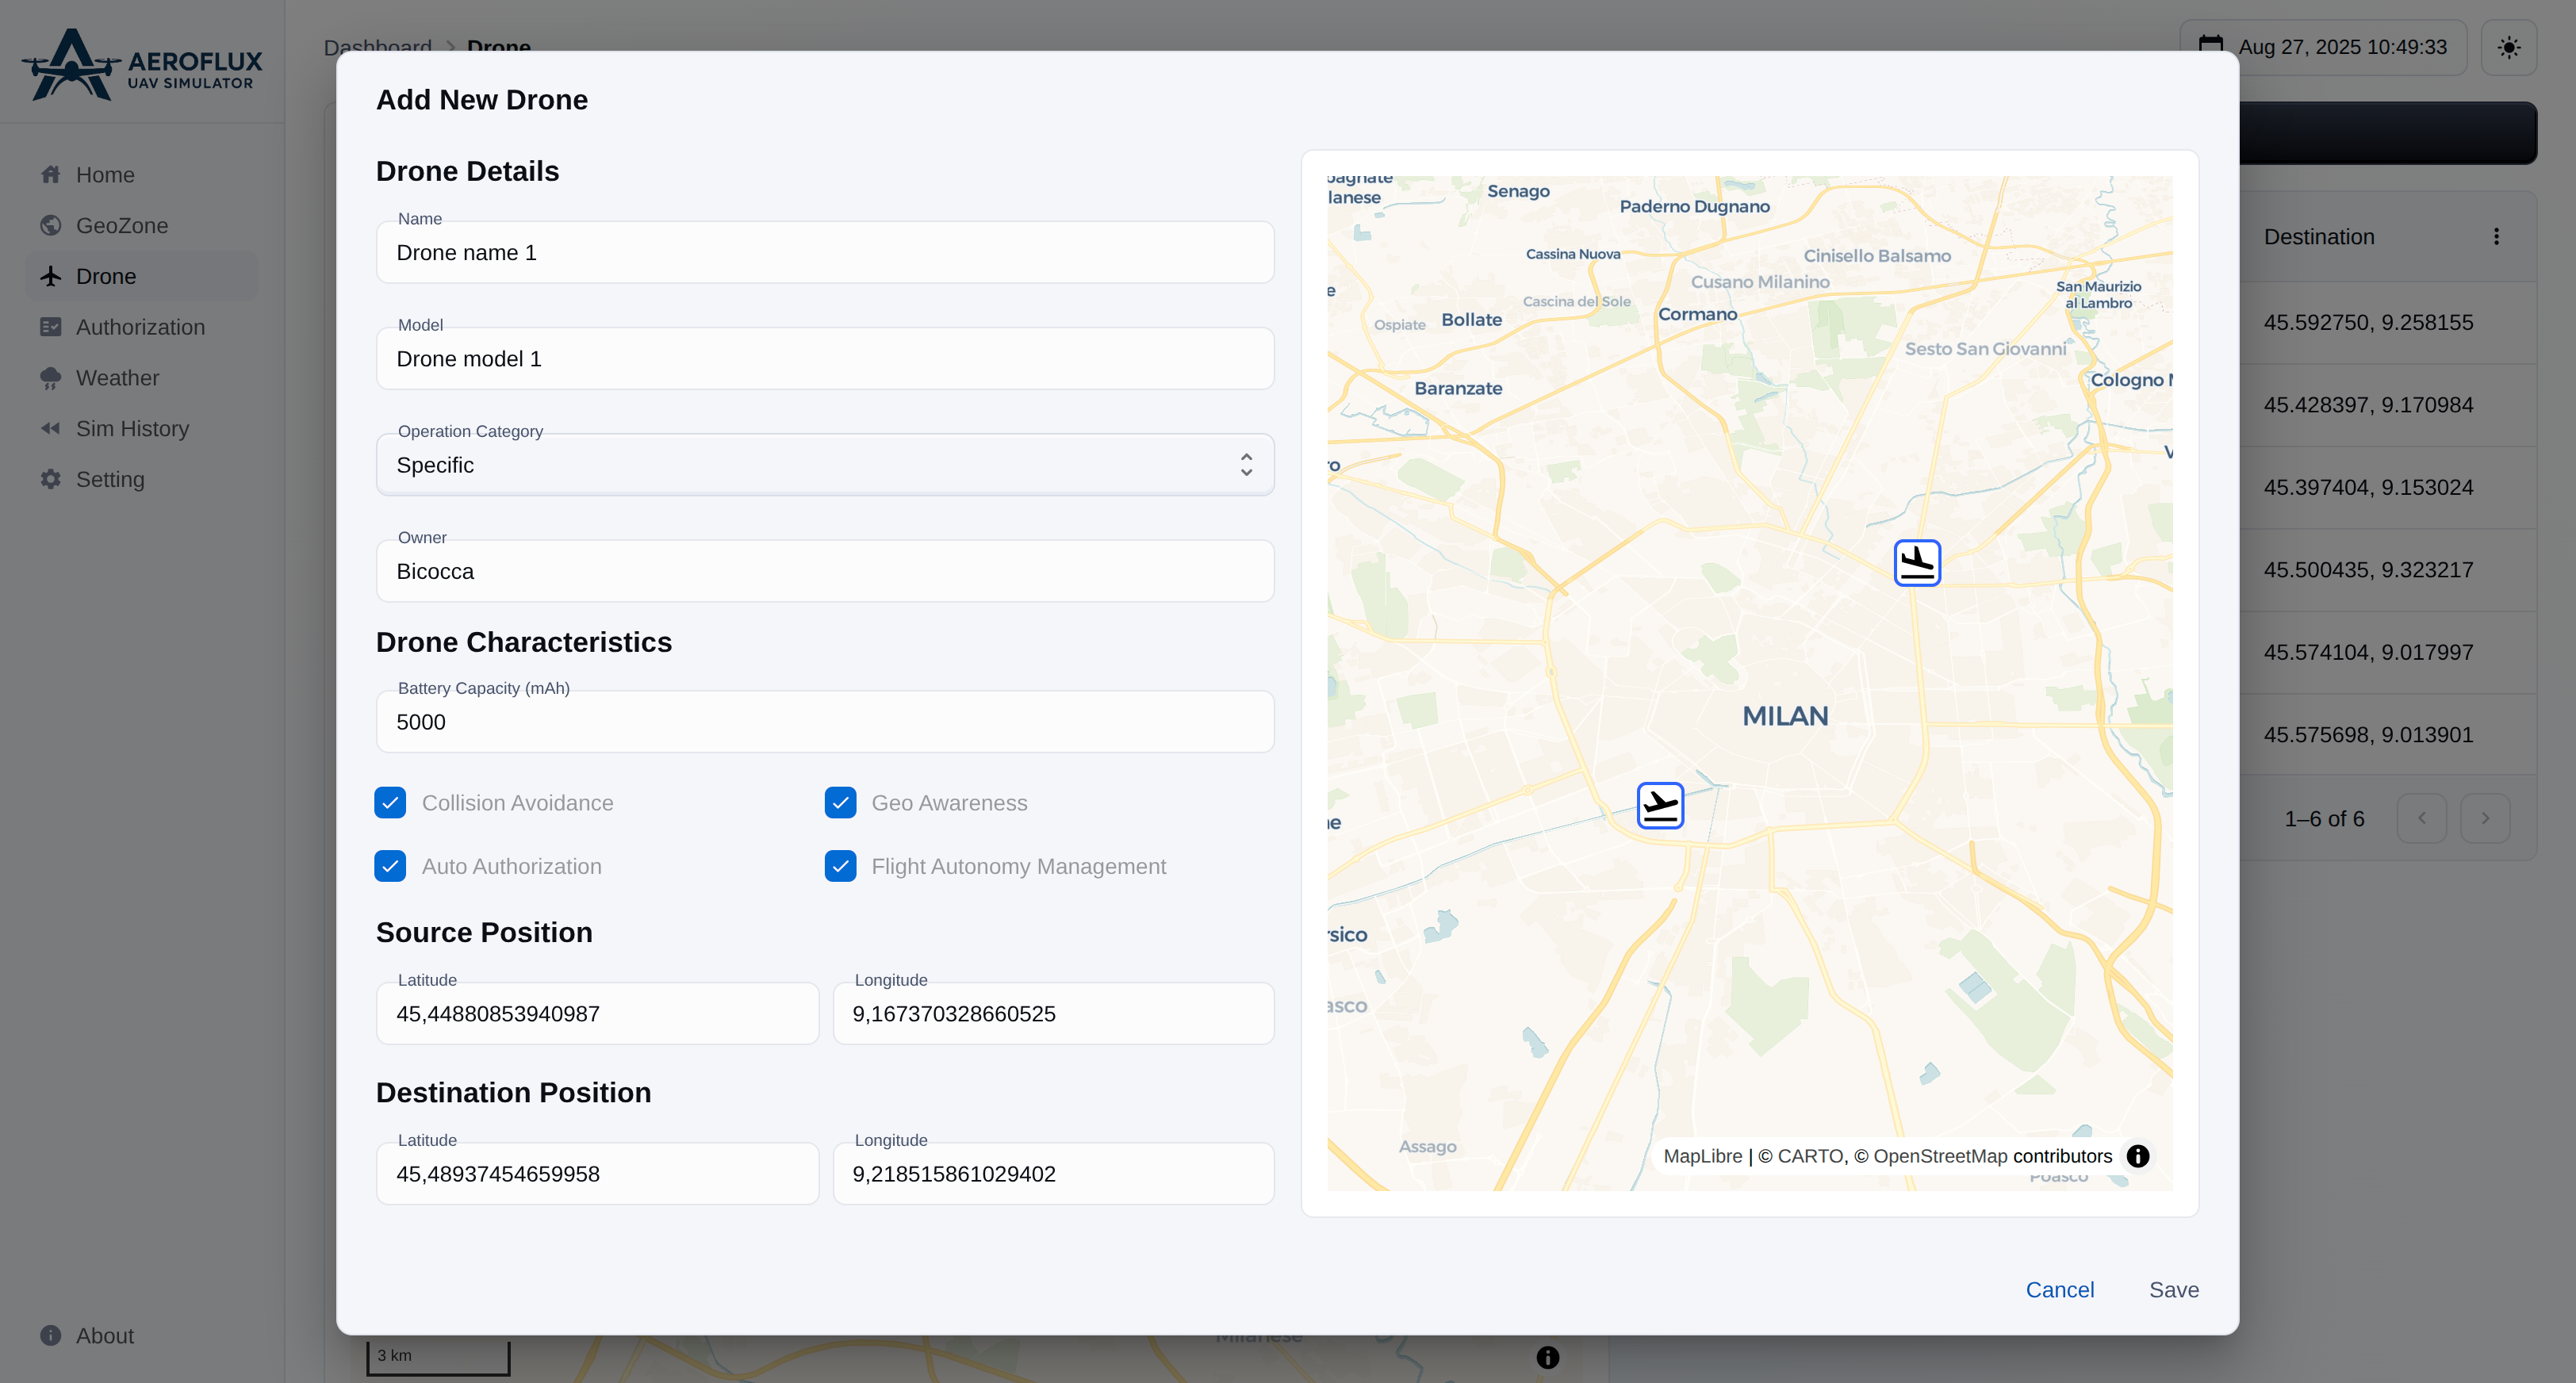 AEROFLUX
UAV SIMULATOR
Home
GeoZone
Drone
Authorization
Weather
Sim History
Setting
About
Dashboard > Drone
Aug 27, 2025 10:49:33
Add New Drone
Drone Details
Name
Drone name 1
Model
Drone model 1
Operation Category
Specific
Owner
Bicocca
Drone Characteristics
Battery Capacity (mAh)
5000
Collision Avoidance
Geo Awareness
Auto Authorization
Flight Autonomy Management
Source Position
Latitude
45,44880853940987
Longitude
9,167370328660525
Destination Position
Latitude
45,48937454659958
Longitude
9,218515861029402
lanese
Senago
Paderno Dugnano
Cassina Nuova
Cinisello Balsamo
Cusano Milanino
San Maurizio
al Lambro
Cascina del Sole
Cormano
Ospiate
Bollate
Sesto San Giovanni
Baranzate
Cologno
MILAN
rsico
asco
Assago
MapLibre | © CARTO, © OpenStreetMap contributors
Poasco
Cancel
Save
Destination
45.592750, 9.258155
45.428397, 9.170984
45.397404, 9.153024
45.500435, 9.323217
45.574104, 9.017997
45.575698, 9.013901
1–6 of 6
3 km